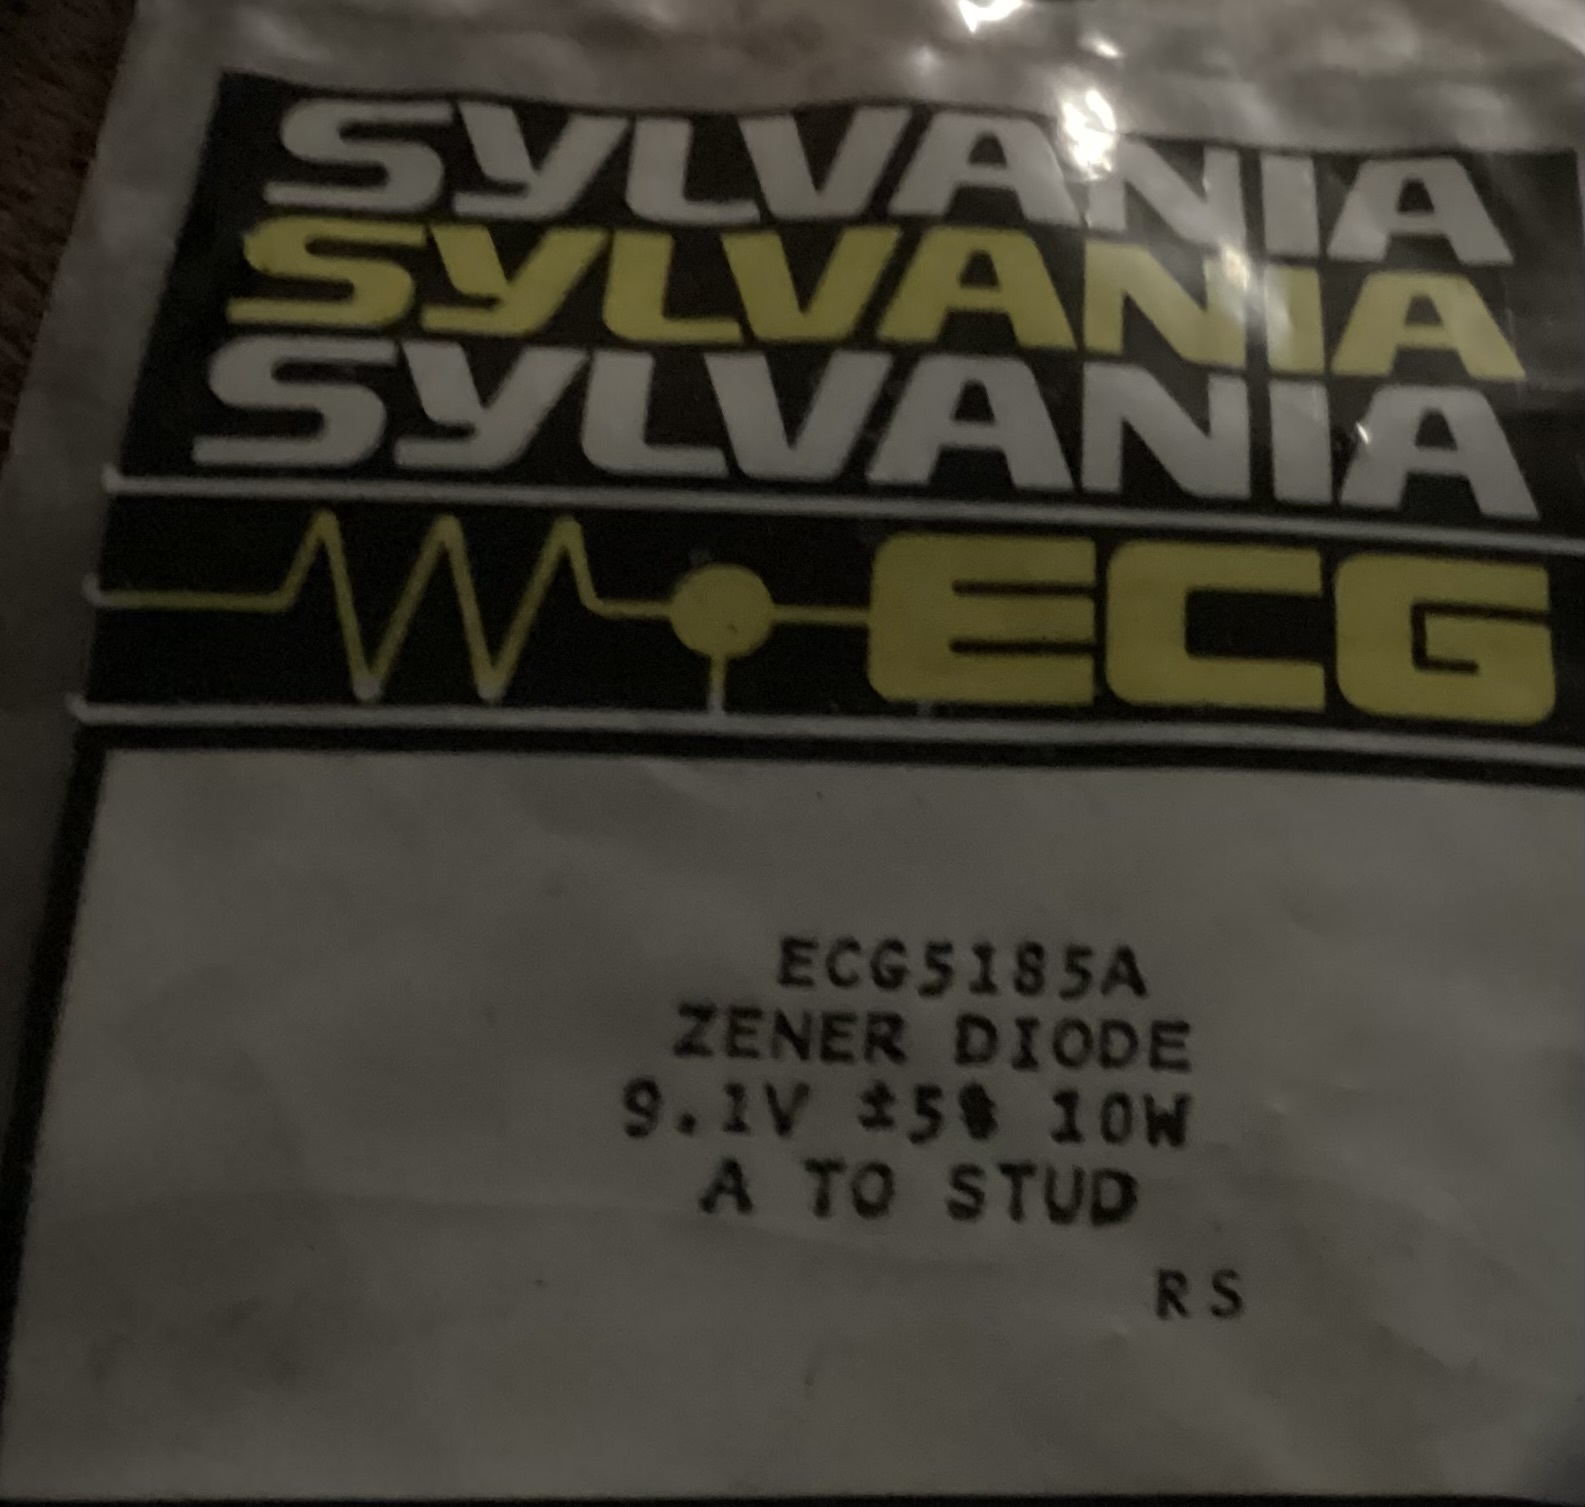 SYLVANIA
SYLVANIA
SYLVANIA
ECG
ECG5185A
ZENER DIODE
9.1V ±5% 10W
A TO STUD
RS